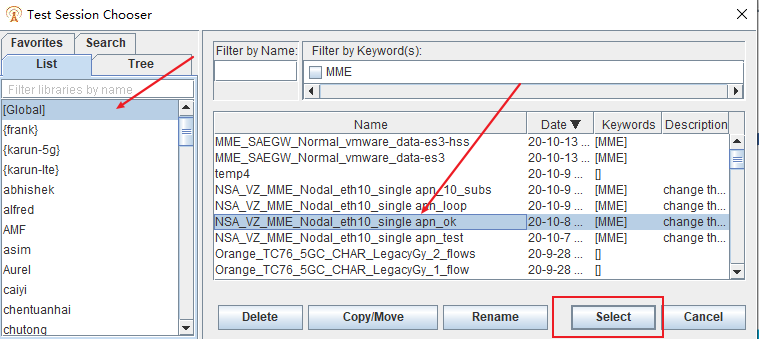 Test Session Chooser
Favorites Search
List Tree
Filter libraries by name
[Global]
{frank}
{karun-5g}
{karun-lte}
abhishek
alfred
AMF
asim
Aurel
caiyi
chentuanhai
chutong
Filter by Name:
Filter by Keyword(s):
MME
Name Date Keywords Description
MME_SAEGW_Normal_vmware_data-es3-hss 20-10-13 ... [MME]
MME_SAEGW_Normal_vmware_data-es3 20-10-13 ... [MME]
temp4 20-10-9 ... []
NSA_VZ_MME_Nodal_eth10_single apn_10_subs 20-10-9 ... [MME] change th...
NSA_VZ_MME_Nodal_eth10_single apn_loop 20-10-9 ... [MME] change th...
NSA_VZ_MME_Nodal_eth10_single apn_ok 20-10-8 ... [MME] change th...
NSA_VZ_MME_Nodal_eth10_single apn_test 20-10-7 ... [MME] change th...
Orange_TC76_5GC_CHAR_LegacyGy_2_flows 20-9-28 ... []
Orange_TC76_5GC_CHAR_LegacyGy_1_flow 20-9-28 ... []
Delete Copy/Move Rename Select Cancel